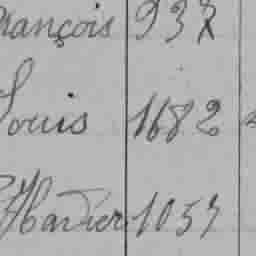 François 937
Louis 1682
Hardier 1057